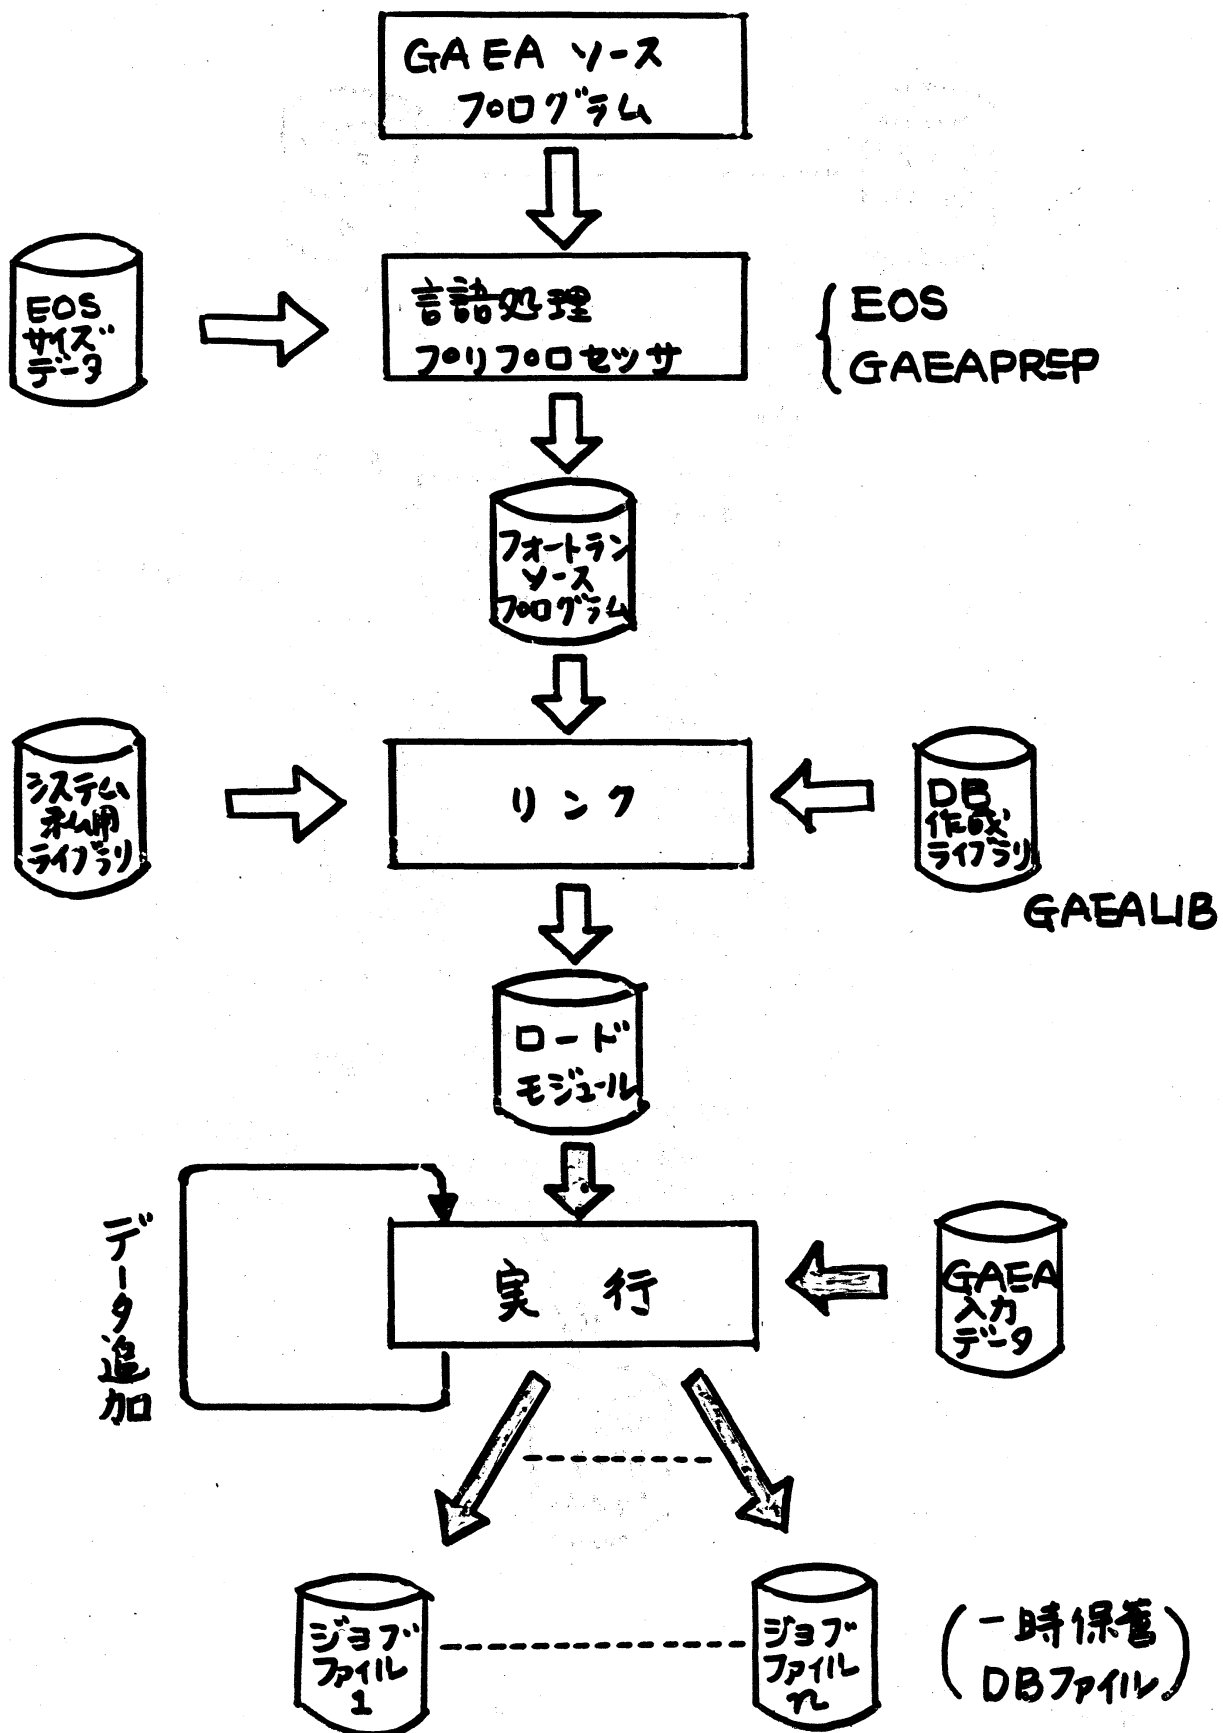 GAEA ソース
プログラム
EOS
サイズ
データ
言語処理
プリプロセッサ
EOS
GAEAPREP
フォートラン
ソース
プログラム
システム
私用
ライブラリ
リンク
DB
作成
ライブラリ
GAEALIB
ロード
モジュール
データ追加
実行
GAEA
入力
データ
ジョブ
ファイル
1
ジョブ
ファイル
n
(一時保管
DBファイル)